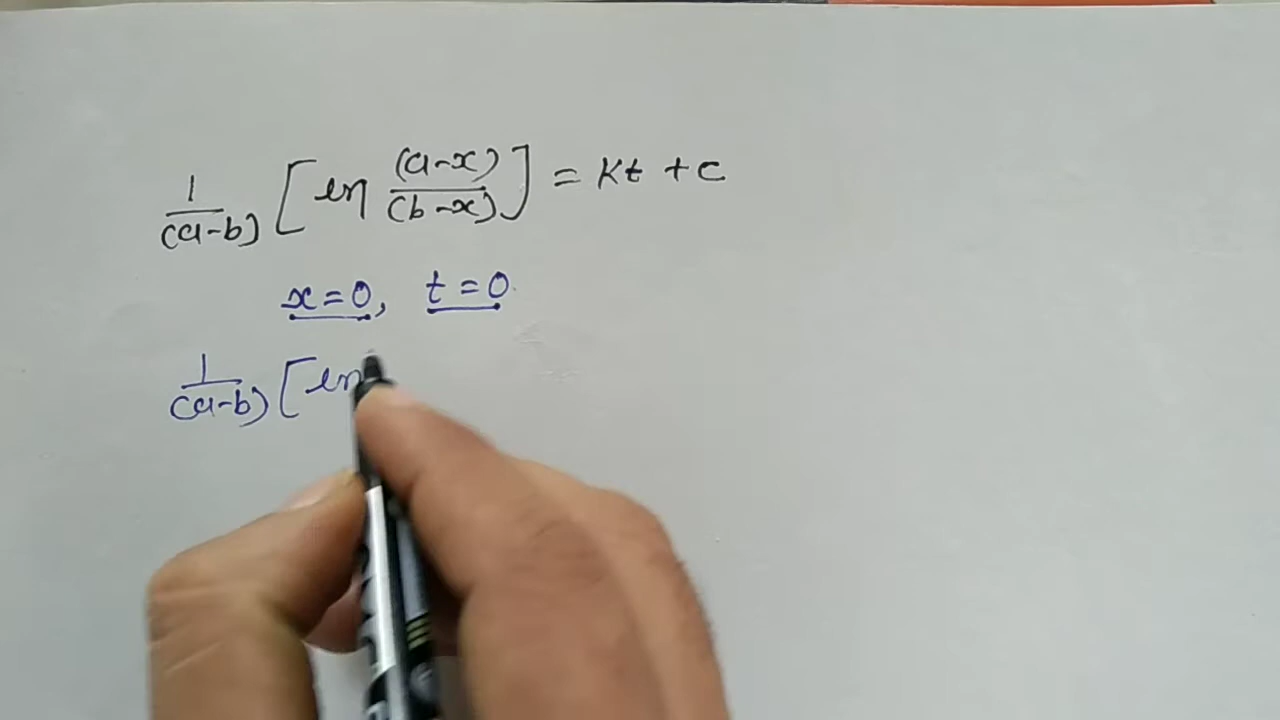 1/(a-b) [ln (a-x)/(b-x)] = Kt + c
x=0, t=0.
1/(a-b) [ln